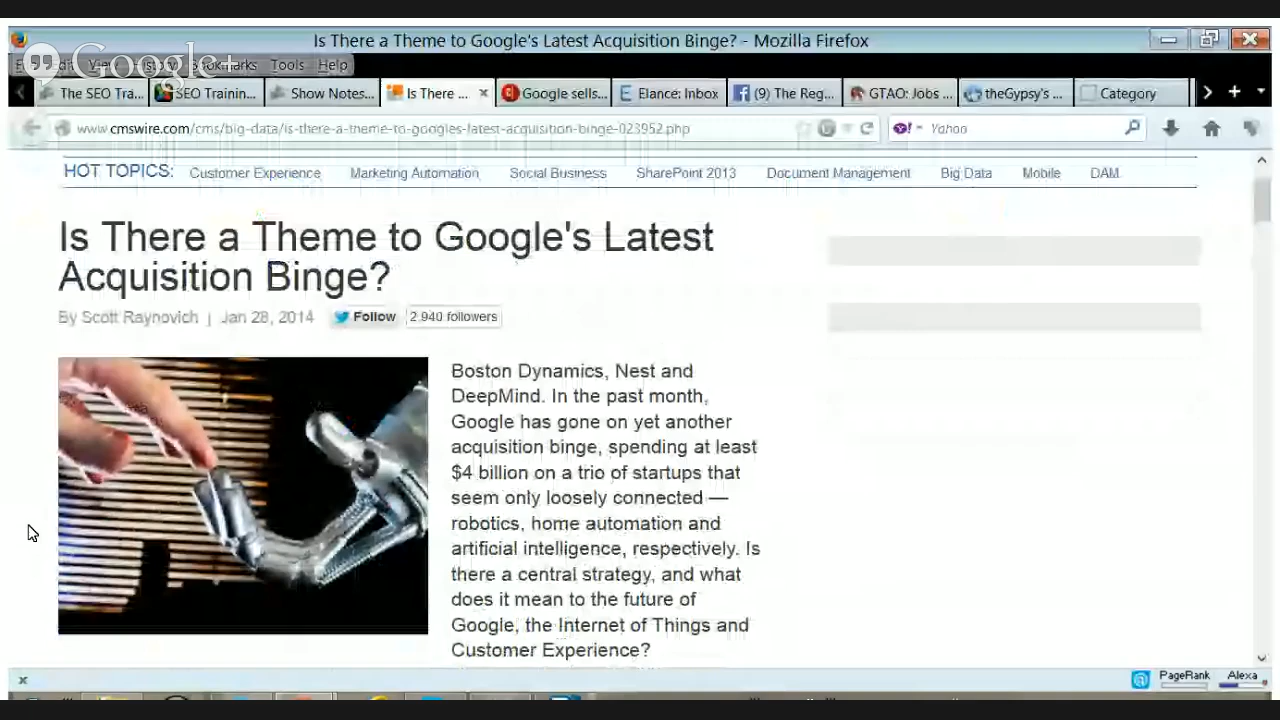 Is There a Theme to Google's Latest Acquisition Binge? - Mozilla Firefox
Google+
Tools Help
The SEO Tra... SEO Trainin... Show Notes... Is There ... Google sells... Elance: Inbox (9) The Reg... GTAO: Jobs ... theGypsy's ... Category
www.cmswire.com/cms/big-data/is-there-a-theme-to-googles-latest-acquisition-binge-023952.php Yahoo
HOT TOPICS: Customer Experience Marketing Automation Social Business SharePoint 2013 Document Management Big Data Mobile DAM
Is There a Theme to Google's Latest
Acquisition Binge?
By Scott Raynovich | Jan 28, 2014 Follow 2,940 followers
Boston Dynamics, Nest and
DeepMind. In the past month,
Google has gone on yet another
acquisition binge, spending at least
$4 billion on a trio of startups that
seem only loosely connected —
robotics, home automation and
artificial intelligence, respectively. Is
there a central strategy, and what
does it mean to the future of
Google, the Internet of Things and
Customer Experience?
PageRank Alexa